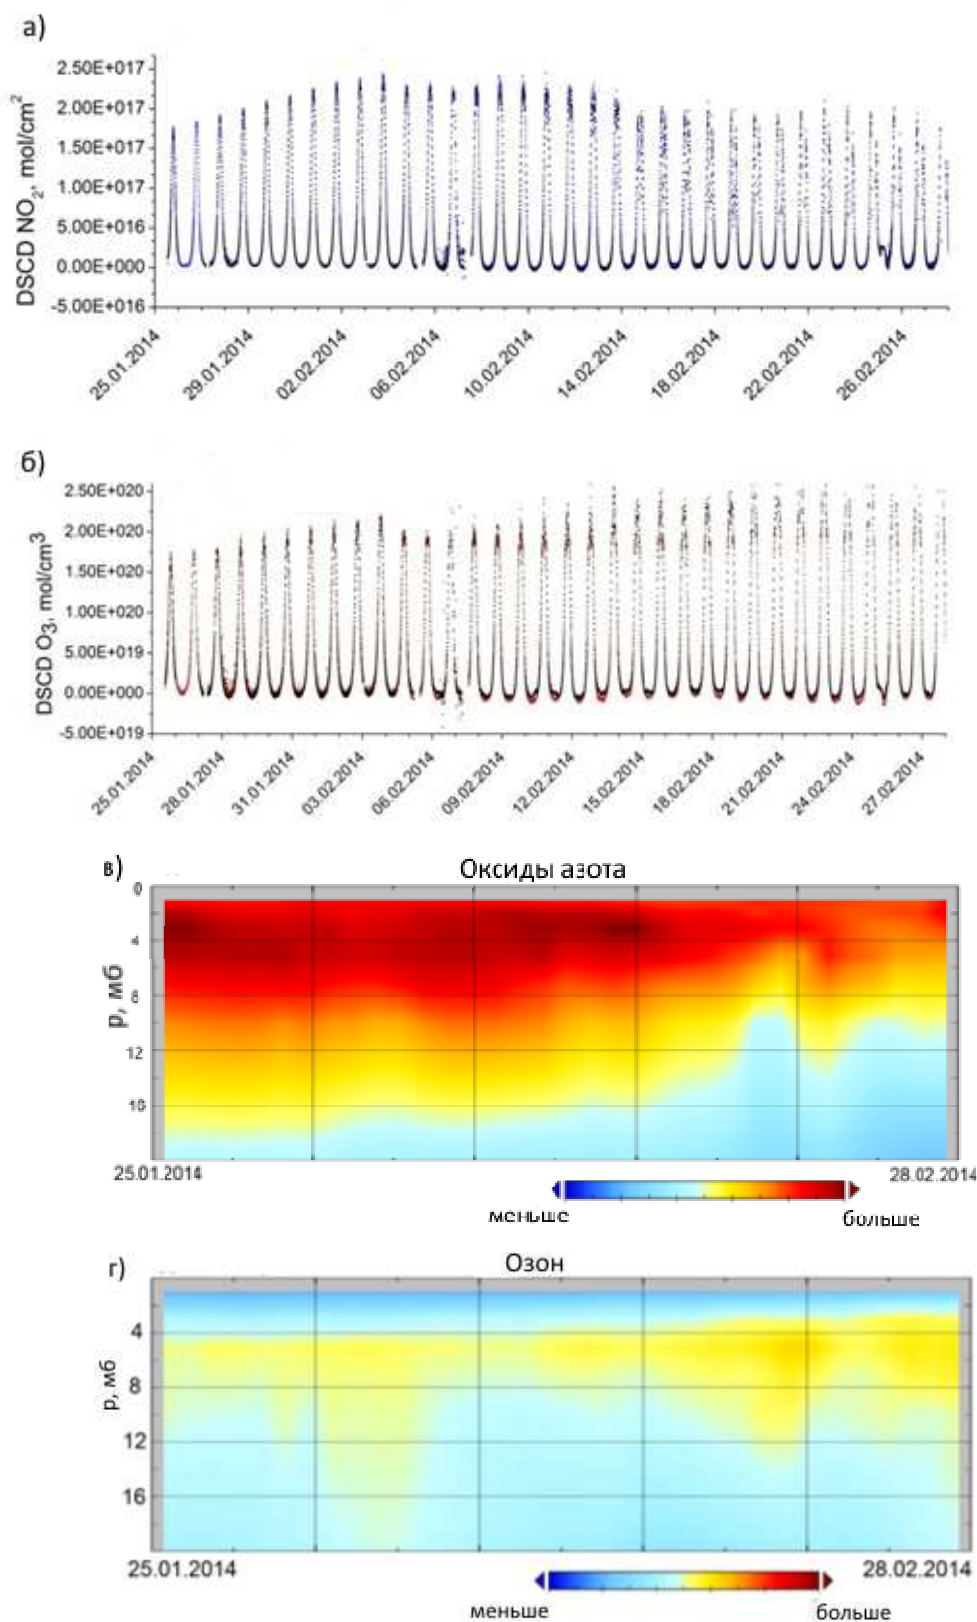 а)
DSCD NO2, mol/cm2
2.50E+017
2.00E+017
1.50E+017
1.00E+017
5.00E+016
0.00E+000
-5.00E+016
25.01.2014
29.01.2014
02.02.2014
06.02.2014
10.02.2014
14.02.2014
18.02.2014
22.02.2014
26.02.2014
б)
DSCD O3, mol/cm3
2.50E+020
2.00E+020
1.50E+020
1.00E+020
5.00E+019
0.00E+000
-5.00E+019
25.01.2014
28.01.2014
31.01.2014
03.02.2014
06.02.2014
09.02.2014
12.02.2014
15.02.2014
18.02.2014
21.02.2014
24.02.2014
27.02.2014
в)
Оксиды азота
р, мб
0
4
8
12
16
25.01.2014
28.02.2014
меньше
больше
г)
Озон
р, мб
4
8
12
16
25.01.2014
28.02.2014
меньше
больше